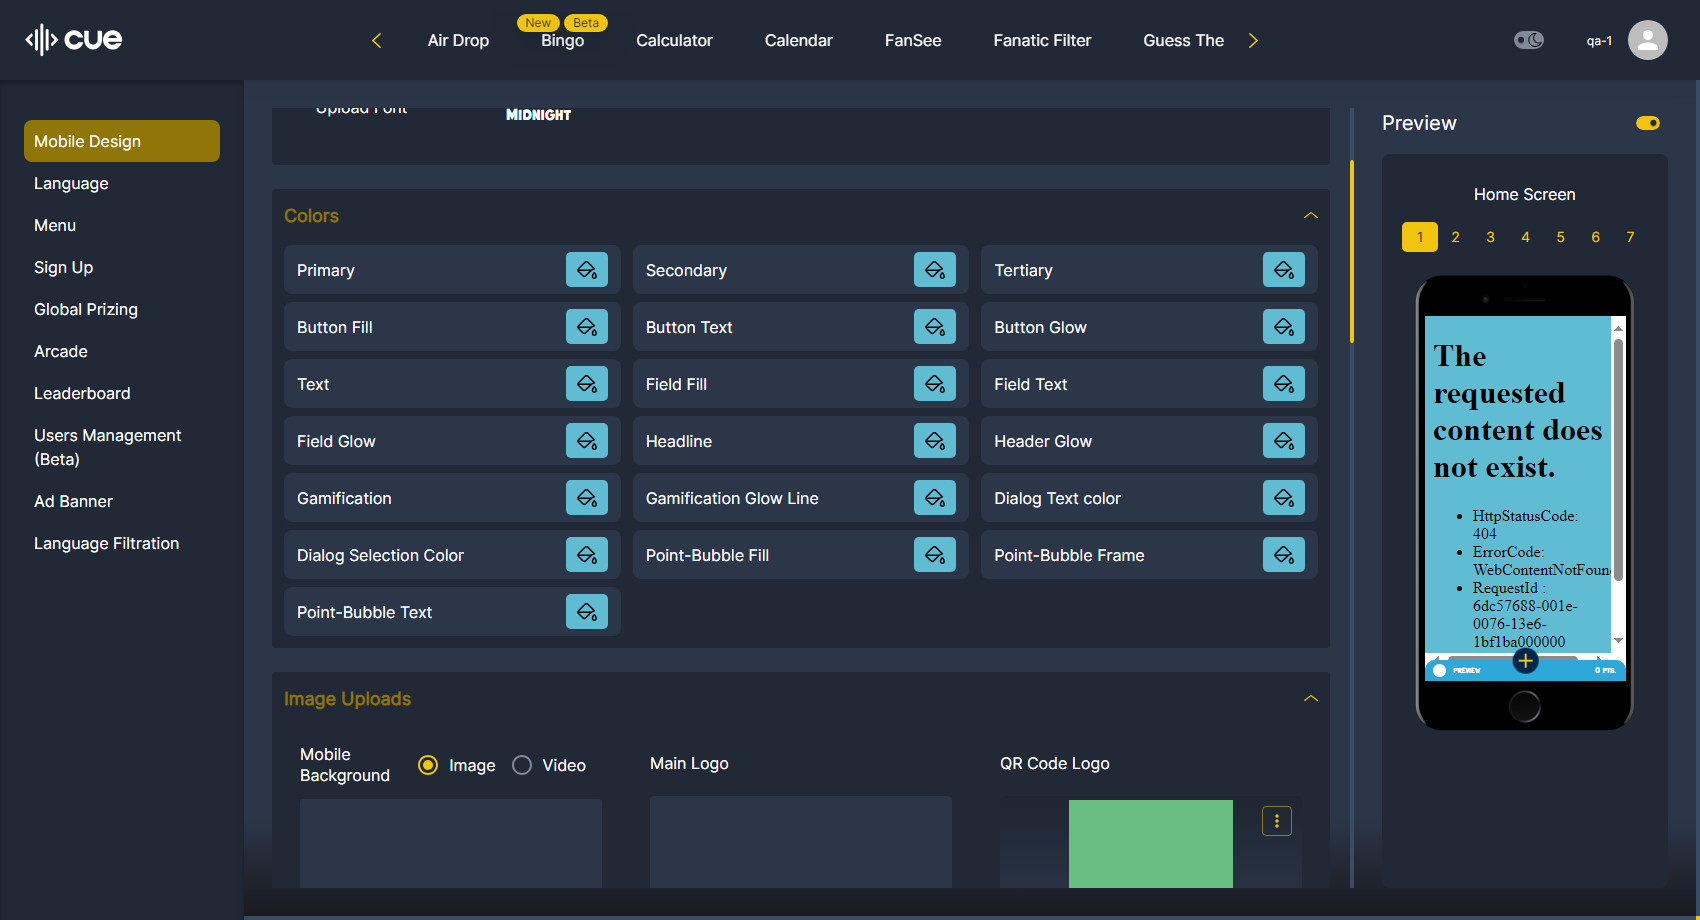 cue
New Beta
Air Drop Bingo Calculator Calendar FanSee Fanatic Filter Guess The
qa-1
Mobile Design
Language
Menu
Sign Up
Global Prizing
Arcade
Leaderboard
Users Management
(Beta)
Ad Banner
Language Filtration
Upload Font
MIDNIGHT
Colors
Primary Secondary Tertiary
Button Fill Button Text Button Glow
Text Field Fill Field Text
Field Glow Headline Header Glow
Gamification Gamification Glow Line Dialog Text color
Dialog Selection Color Point-Bubble Fill Point-Bubble Frame
Point-Bubble Text
Image Uploads
Mobile
Background
Image Video
Main Logo
QR Code Logo
Preview
Home Screen
1 2 3 4 5 6 7
The
requested
content does
not exist.
HttpStatusCode:
404
ErrorCode:
WebContentNotFoun
RequestId :
6dc57688-001e-
0076-13e6-
1bf1ba000000
PREVIEW 0 PTS.